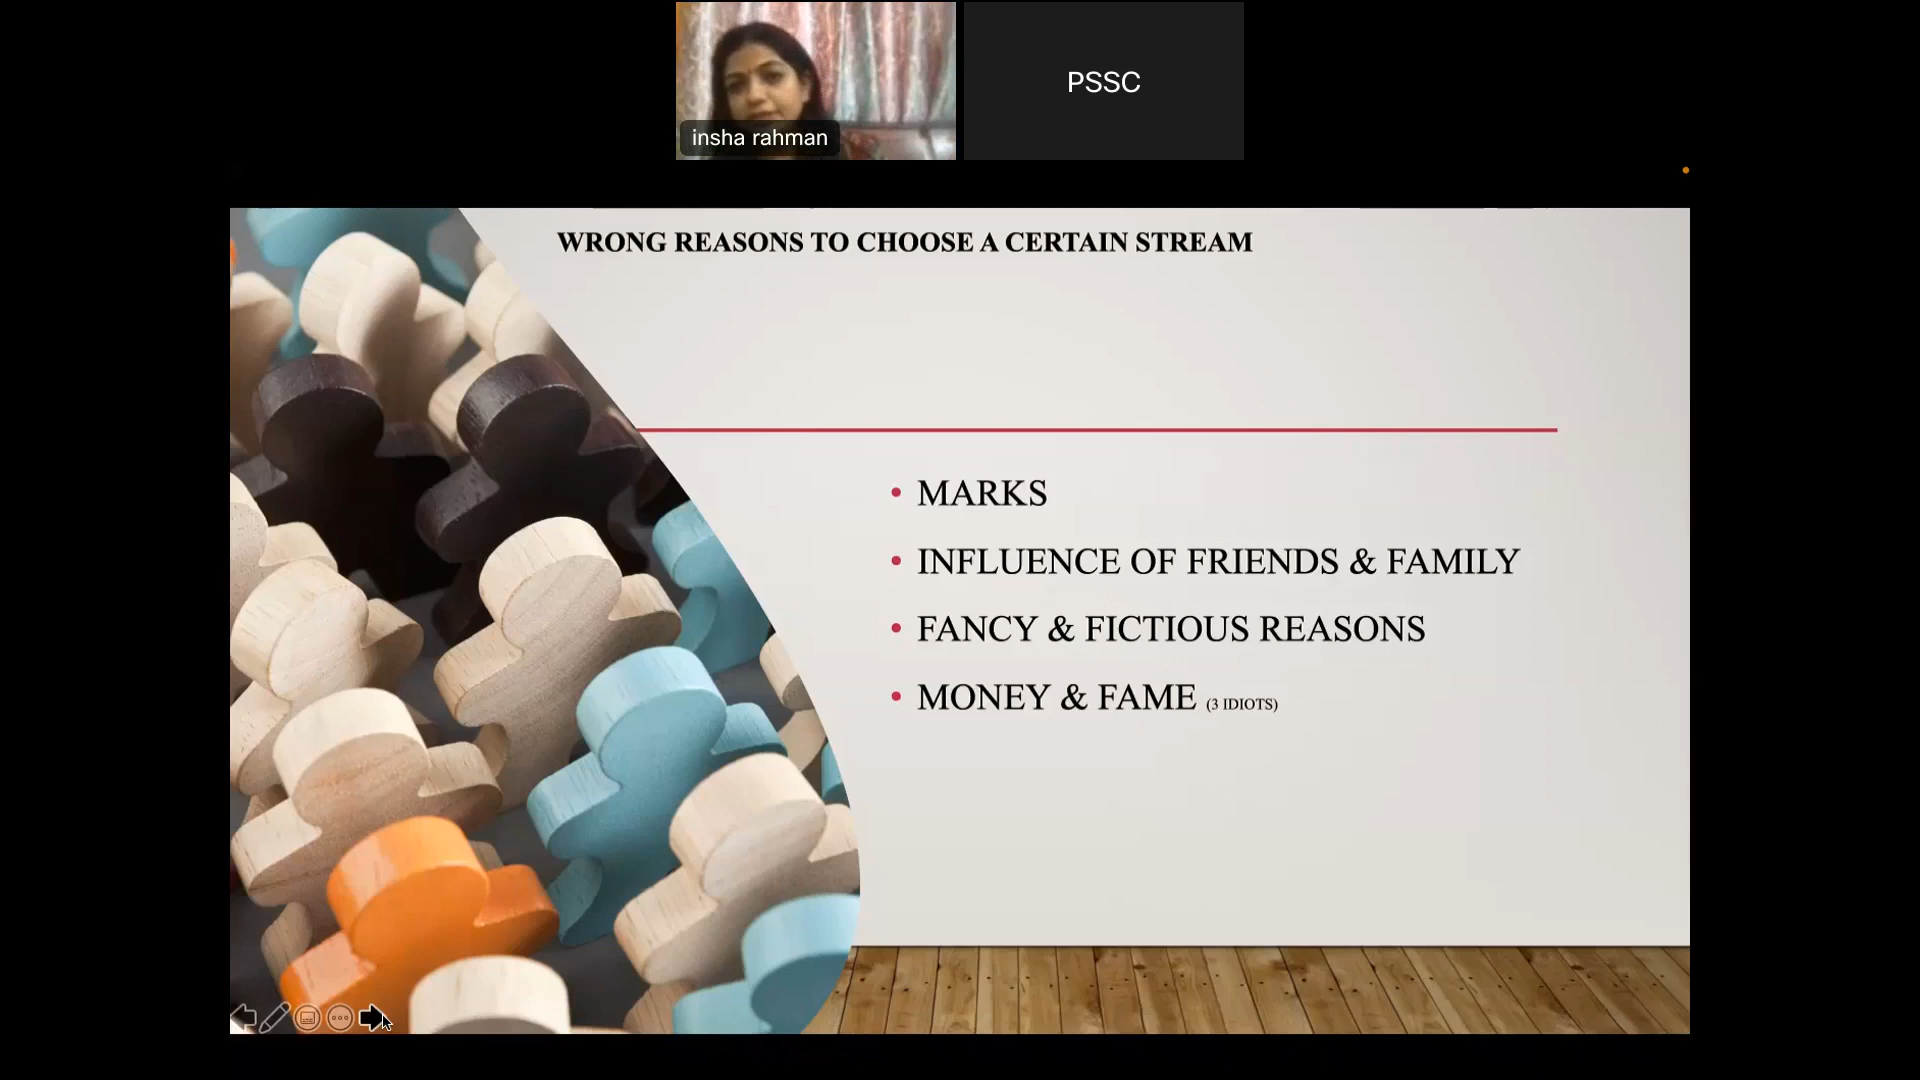 insha rahman
PSSC
WRONG REASONS TO CHOOSE A CERTAIN STREAM
• MARKS
• INFLUENCE OF FRIENDS & FAMILY
• FANCY & FICTIOUS REASONS
• MONEY & FAME (3 IDIOTS)